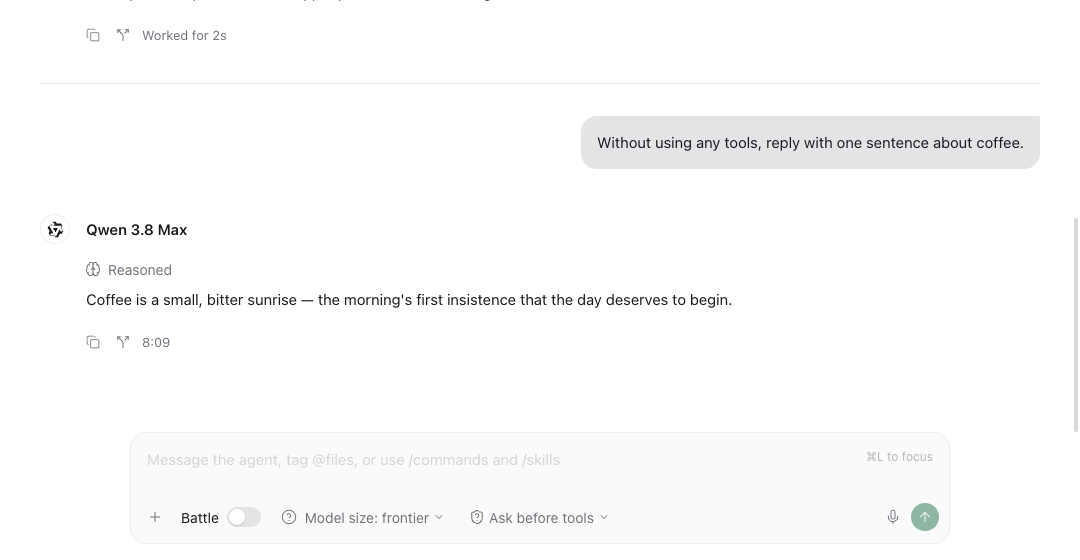 Worked for 2s
Without using any tools, reply with one sentence about coffee.
Qwen 3.8 Max
Reasoned
Coffee is a small, bitter sunrise — the morning's first insistence that the day deserves to begin.
8:09
Message the agent, tag @files, or use /commands and /skills
⌘L to focus
Battle
Model size: frontier
Ask before tools